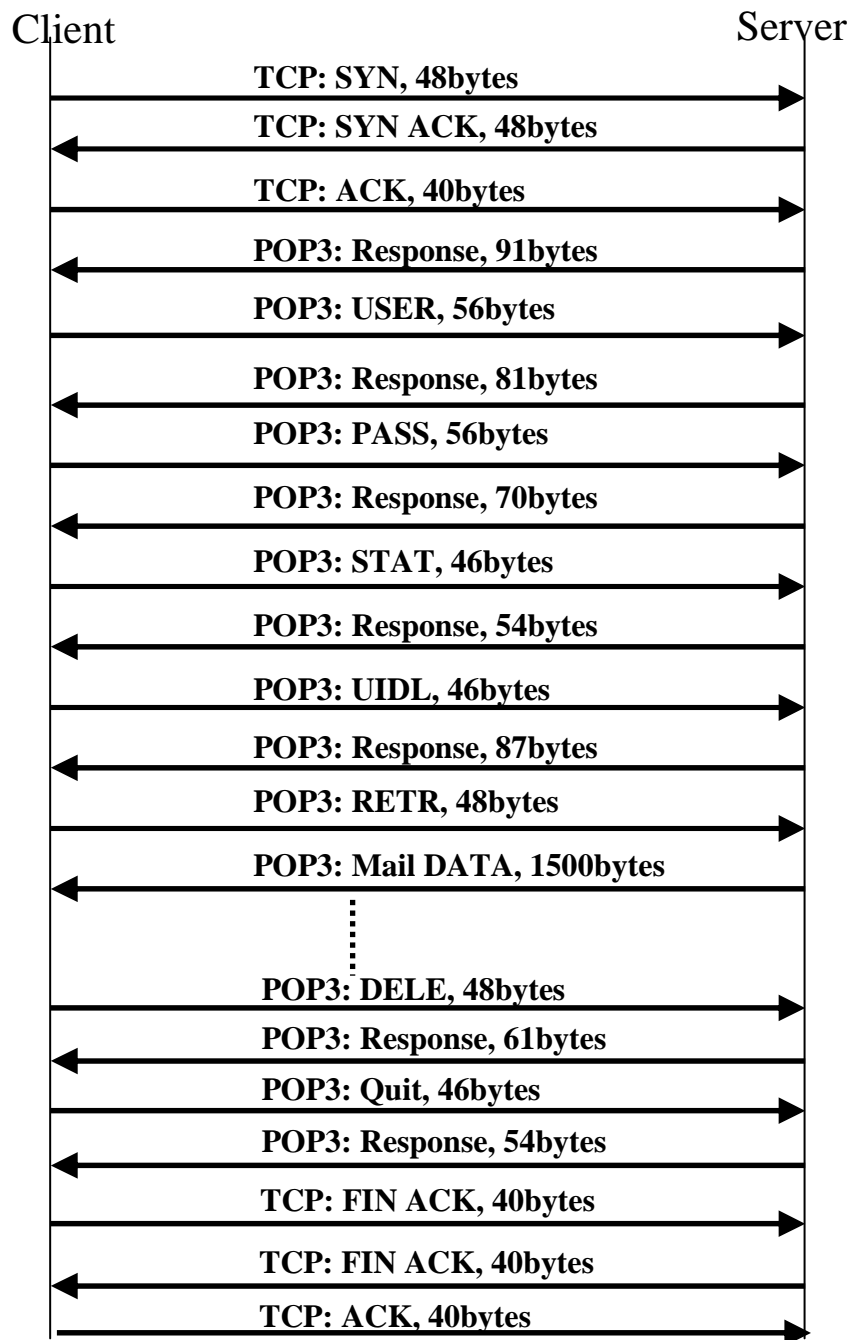 Client
Server
TCP: SYN, 48bytes
TCP: SYN ACK, 48bytes
TCP: ACK, 40bytes
POP3: Response, 91bytes
POP3: USER, 56bytes
POP3: Response, 81bytes
POP3: PASS, 56bytes
POP3: Response, 70bytes
POP3: STAT, 46bytes
POP3: Response, 54bytes
POP3: UIDL, 46bytes
POP3: Response, 87bytes
POP3: RETR, 48bytes
POP3: Mail DATA, 1500bytes
POP3: DELE, 48bytes
POP3: Response, 61bytes
POP3: Quit, 46bytes
POP3: Response, 54bytes
TCP: FIN ACK, 40bytes
TCP: FIN ACK, 40bytes
TCP: ACK, 40bytes